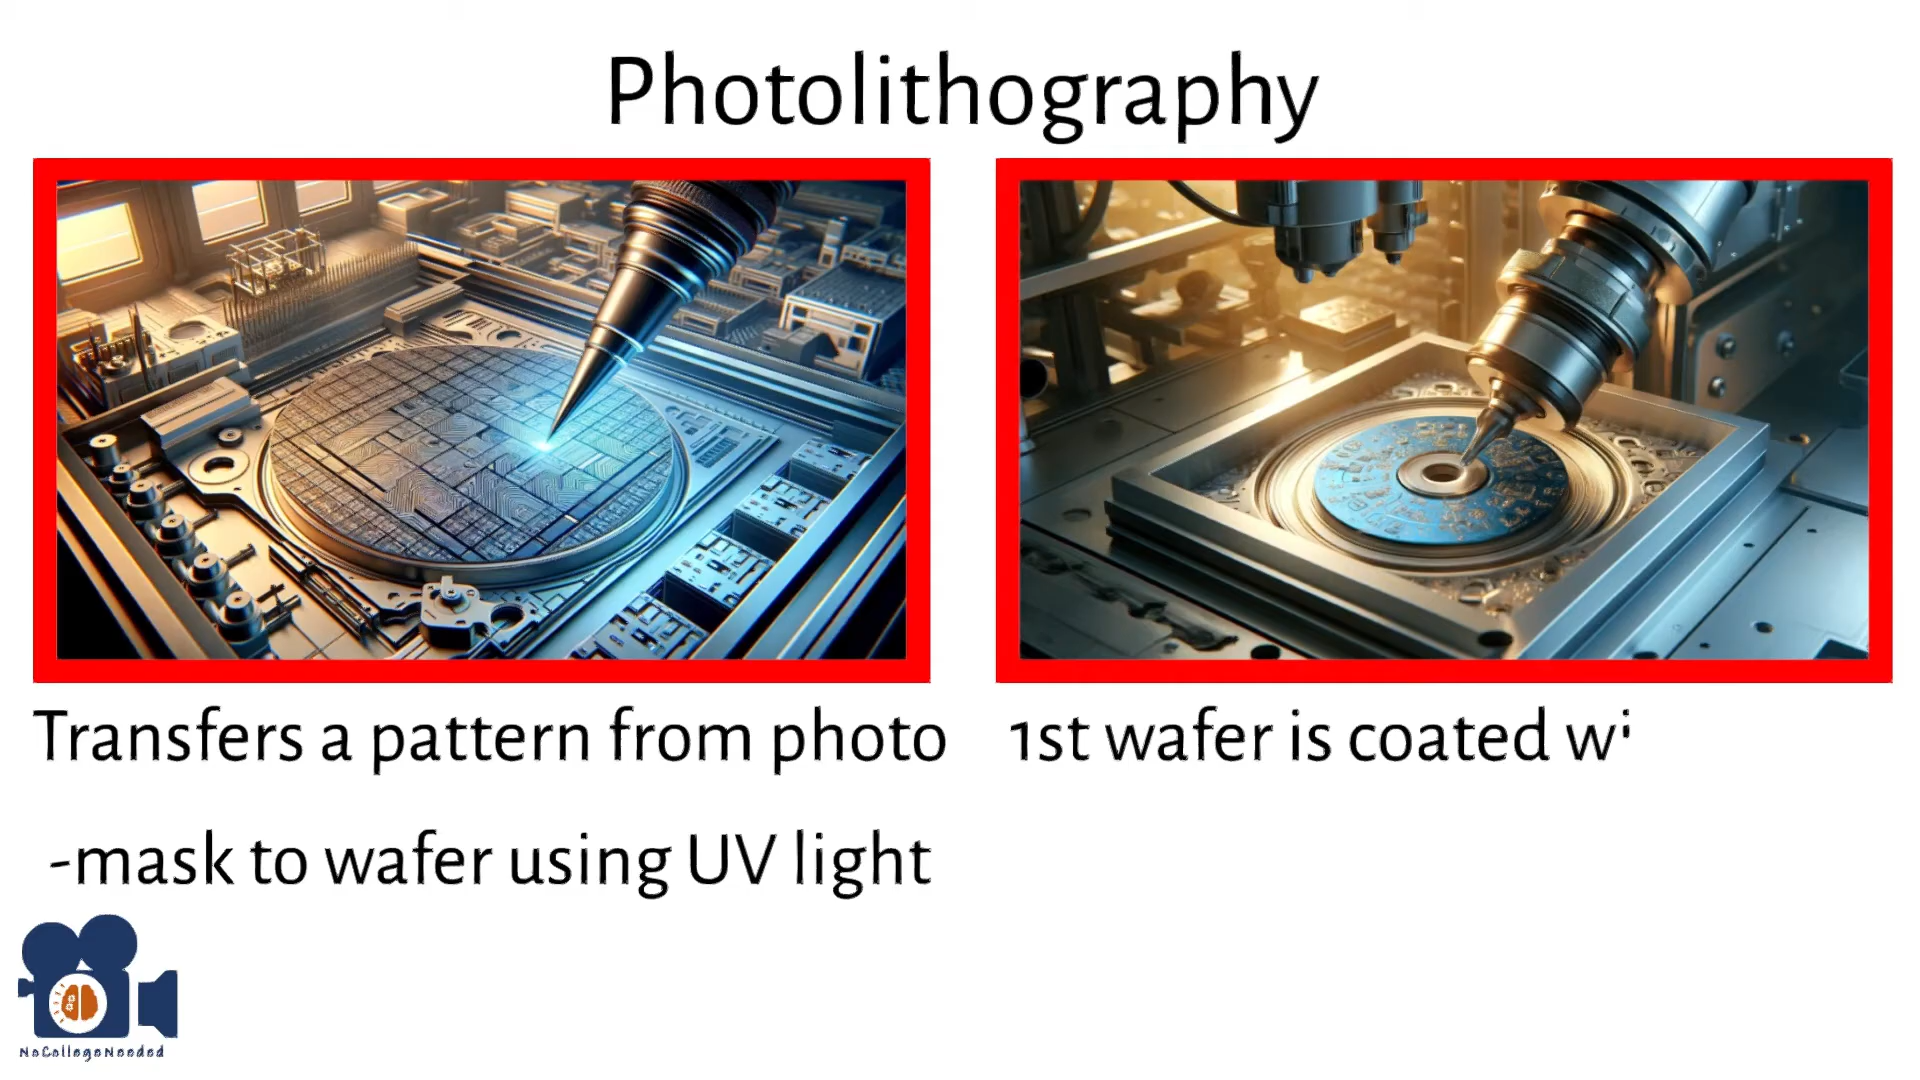 Photolithography
Transfers a pattern from photo
-mask to wafer using UV light
1st wafer is coated
NoCollegeNeeded